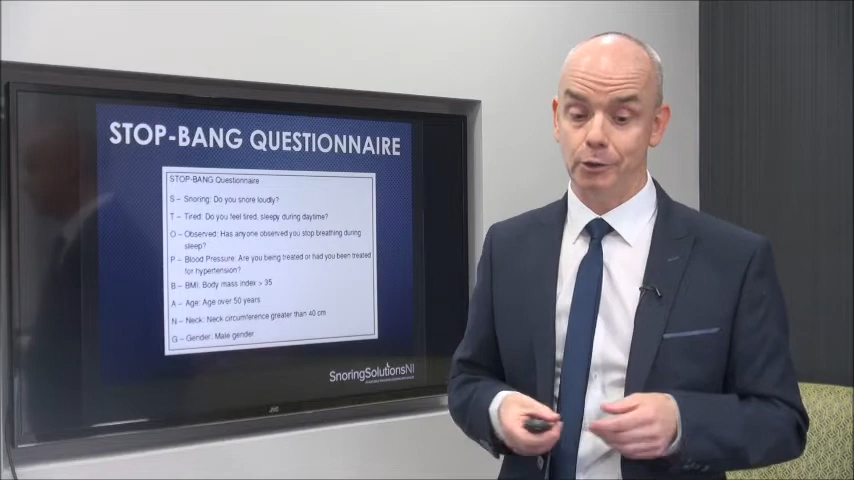 STOP-BANG QUESTIONNAIRE
STOP-BANG Questionnaire
S – Snoring: Do you snore loudly?
T – Tired: Do you feel tired, sleepy during daytime?
O – Observed: Has anyone observed you stop breathing during
sleep?
P – Blood Pressure: Are you being treated or had you been treated
for hypertension?
B – BMI: Body mass index > 35
A – Age: Age over 50 years
N – Neck: Neck circumference greater than 40 cm
G – Gender: Male gender
SnoringSolutionsNI
JVC